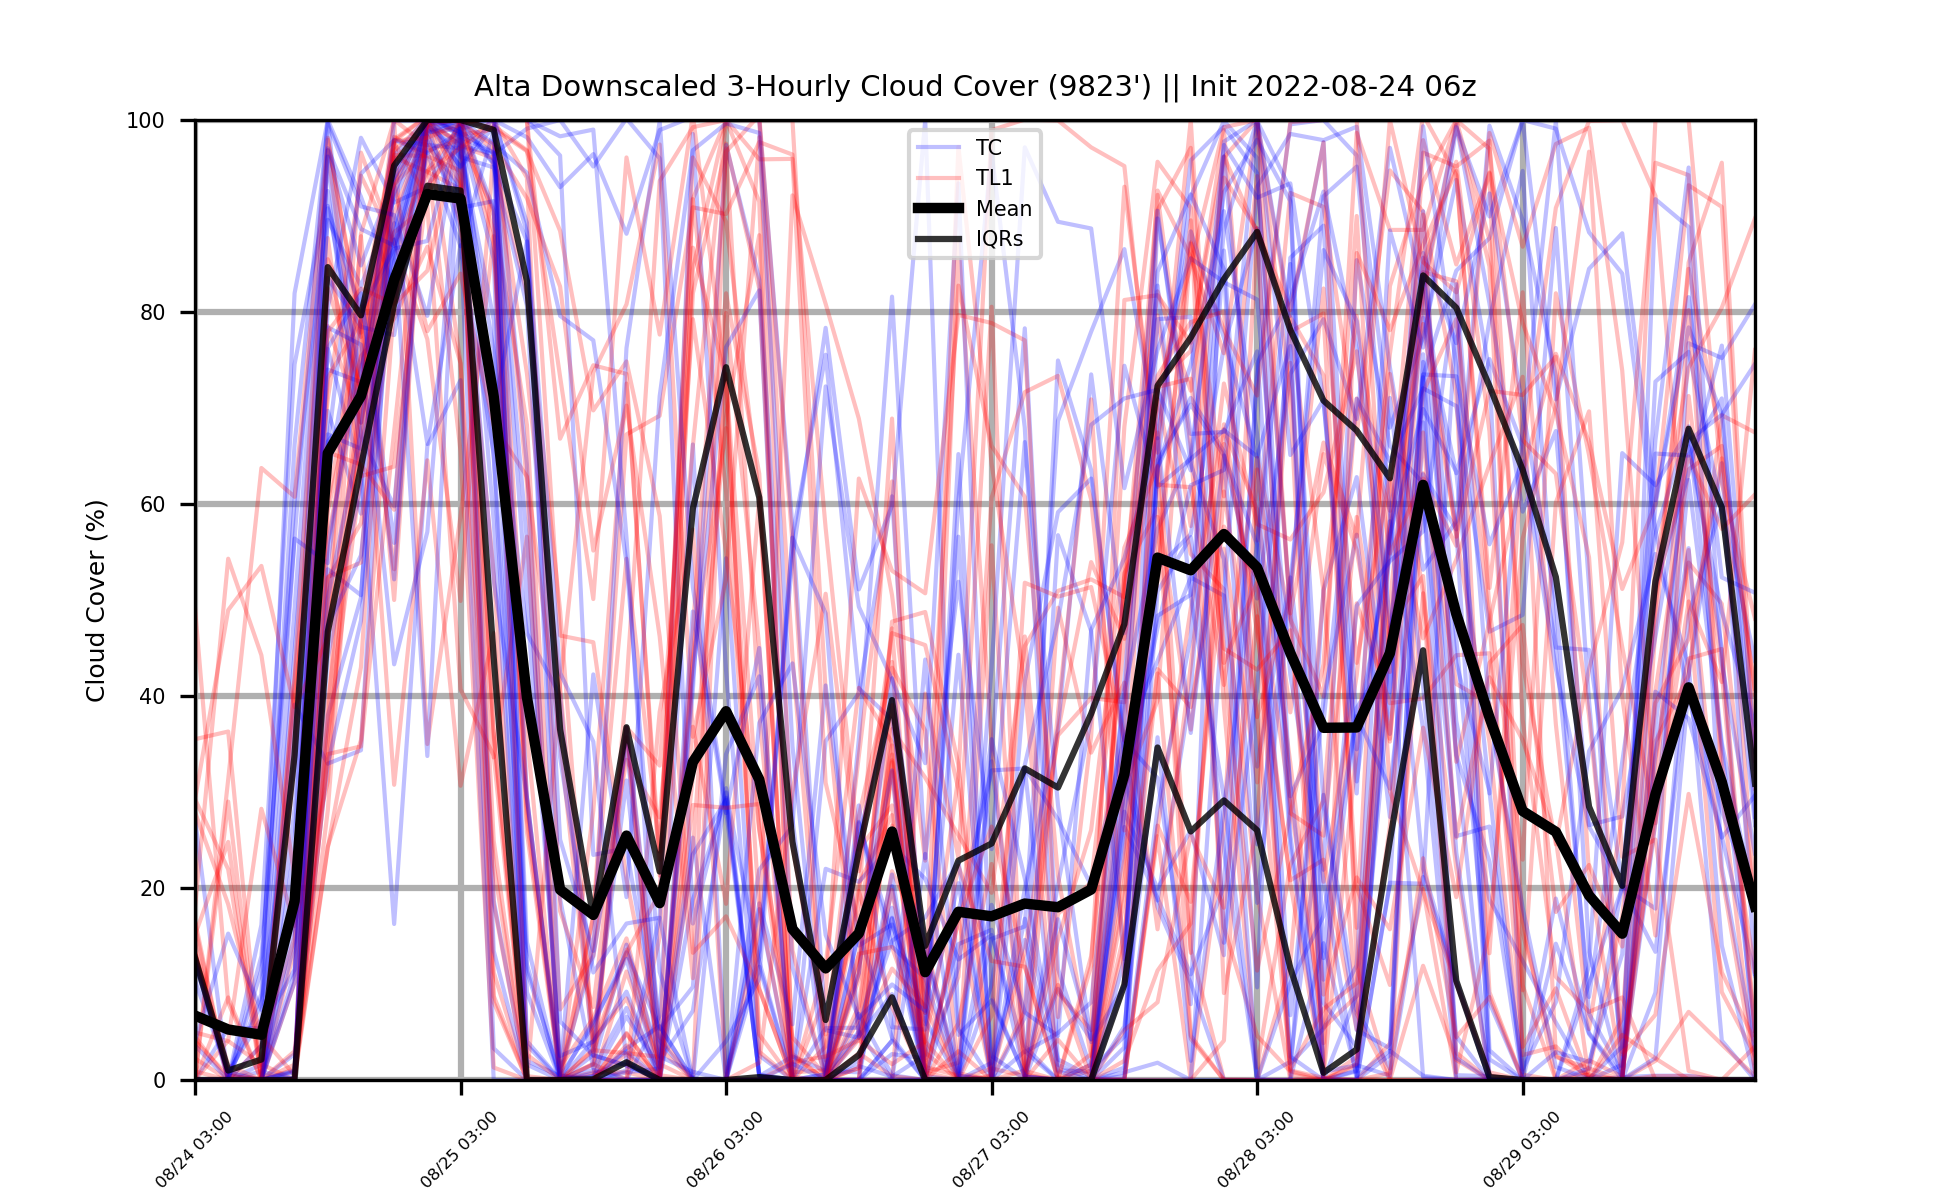 Alta Downscaled 3-Hourly Cloud Cover (9823') || Init 2022-08-24 06z
TC
TL1
Mean
IQRs
Cloud Cover (%)
100
80
60
40
20
0
08/24 03:00
08/25 03:00
08/26 03:00
08/27 03:00
08/28 03:00
08/29 03:00